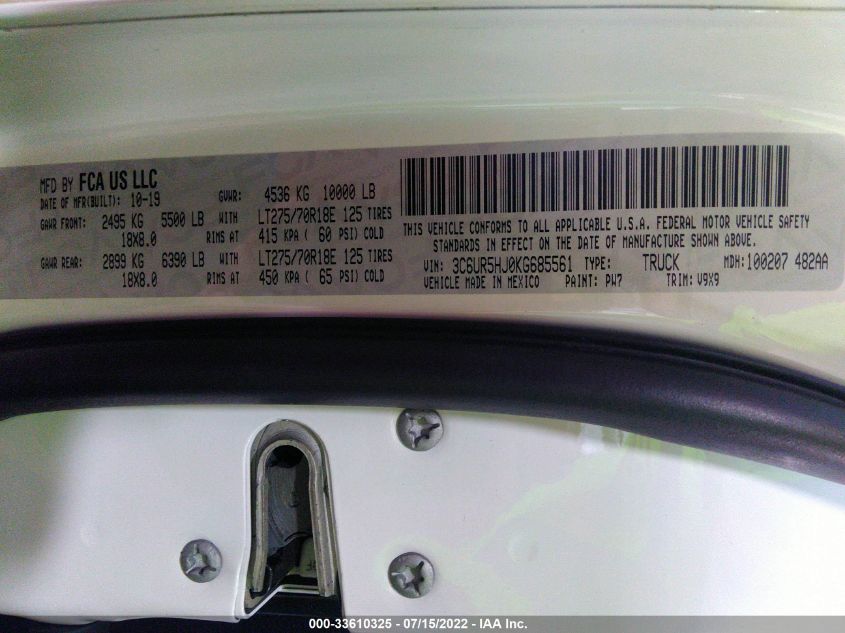 MFD BY FCA US LLC
DATE OF MFR(BUILT): 10-19 GVWR: 4536 KG 10000 LB
GAWR FRONT: 2495 KG 5500 LB WITH LT275/70R18E 125 TIRES
18X8.0 RIMS AT 415 KPA ( 60 PSI) COLD
GAWR REAR: 2899 KG 6390 LB WITH LT275/70R18E 125 TIRES
18X8.0 RIMS AT 450 KPA ( 65 PSI) COLD
THIS VEHICLE CONFORMS TO ALL APPLICABLE U.S.A. FEDERAL MOTOR VEHICLE SAFETY
STANDARDS IN EFFECT ON THE DATE OF MANUFACTURE SHOWN ABOVE.
VIN: 3C6UR5HJ0KG685561 TYPE: TRUCK MDH:100207 482AA
VEHICLE MADE IN MEXICO PAINT: PW7 TRIM: V9X9
000-33610325 - 07/15/2022 - IAA Inc.